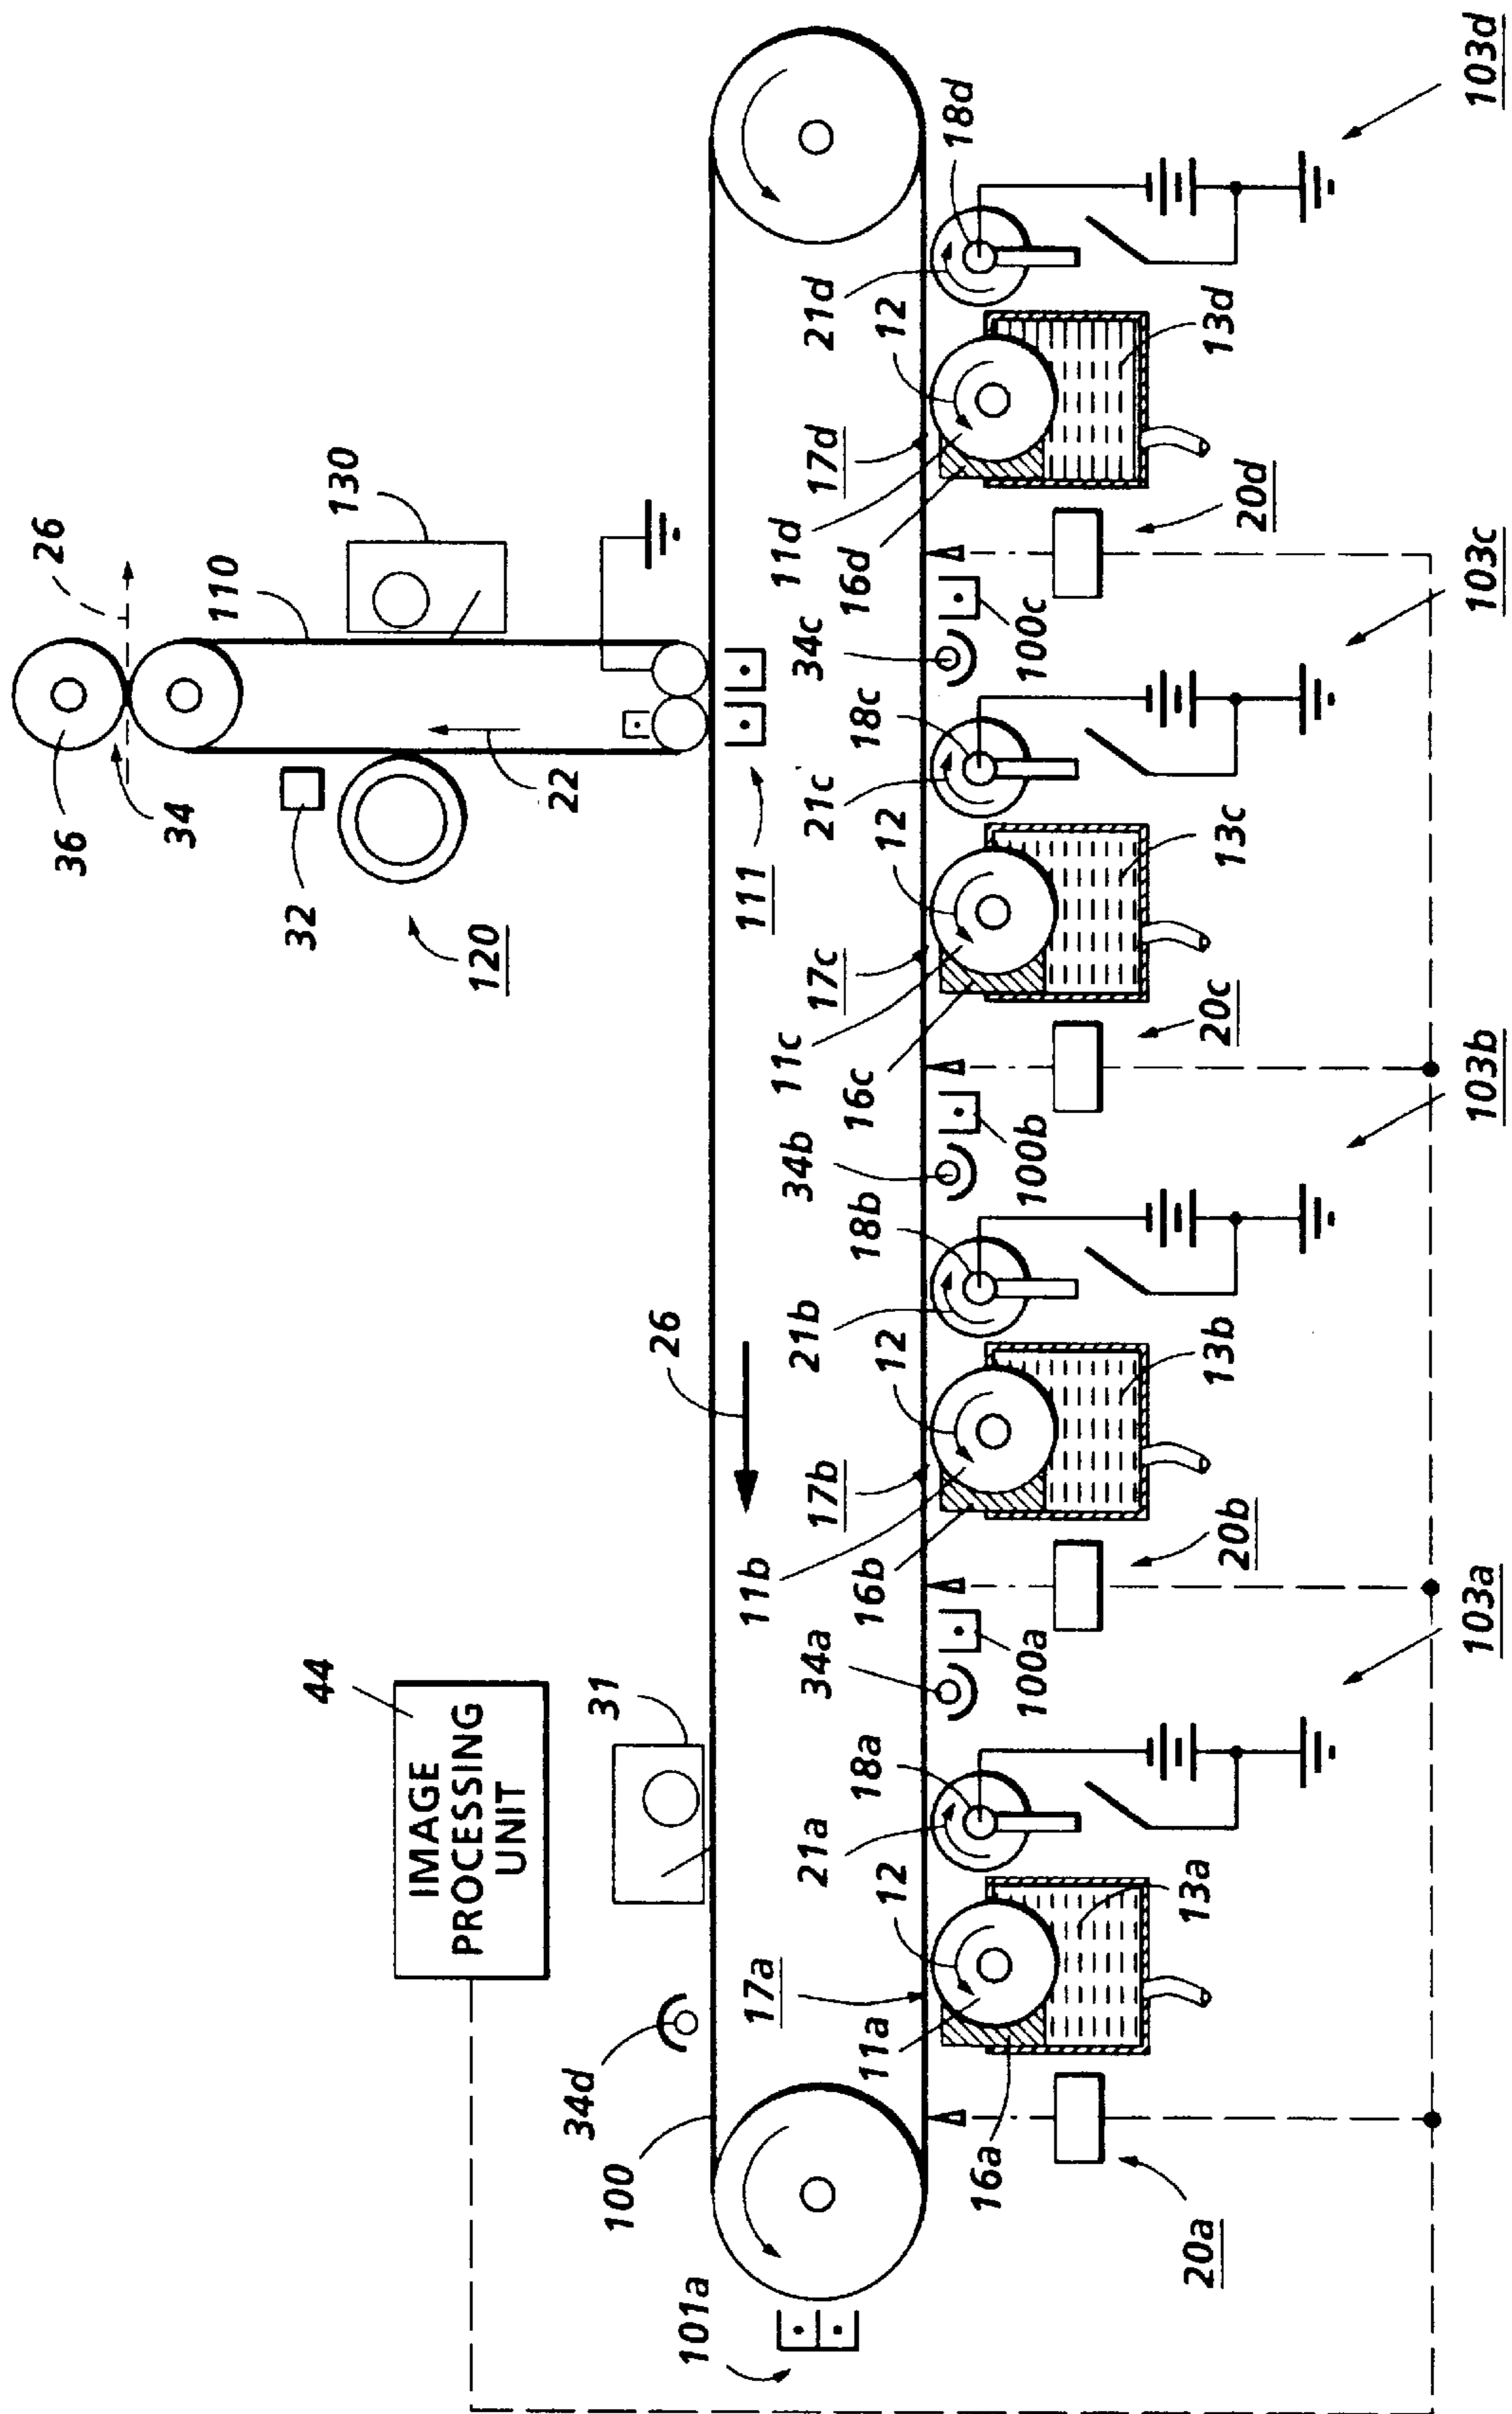 44
IMAGE
PROCESSING
UNIT
36
34
26
32
110
130
120
22
111
31
34d
100
101a
26
17a
11a
12
21a
18a
34a
11b
17b
12
21b
18b
34b
11c
17c
12
21c
18c
34c
11d
17d
12
21d
18d
16a
13a
100a
16b
13b
100b
16c
13c
100c
16d
13d
20a
20b
20c
20d
103a
103b
103c
103d